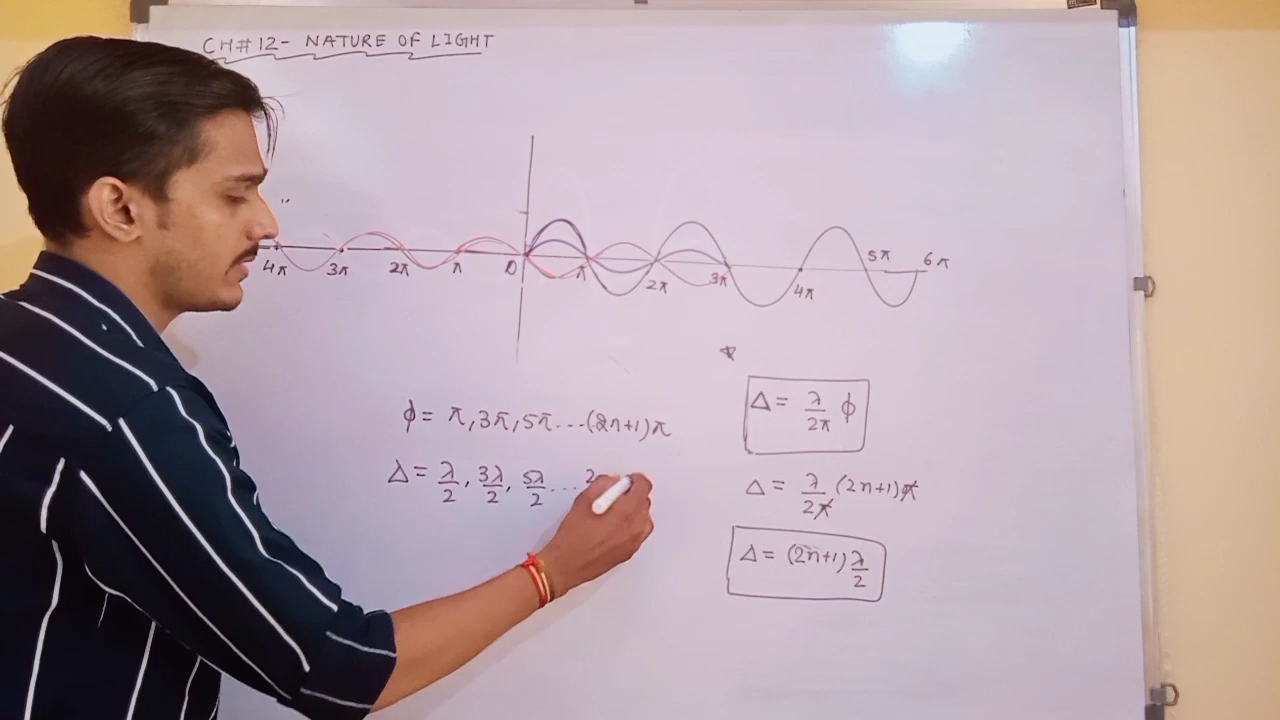 CH# 12- NATURE OF LIGHT
4π 3π 2π π 0 π 2π 3π 4π 5π 6π
Δ = λ/2π ϕ
ϕ = π, 3π, 5π... (2n+1)π
Δ = λ/2, 3λ/2, 5λ/2 ... 2
Δ = λ/2π (2n+1)π
Δ = (2n+1) λ/2